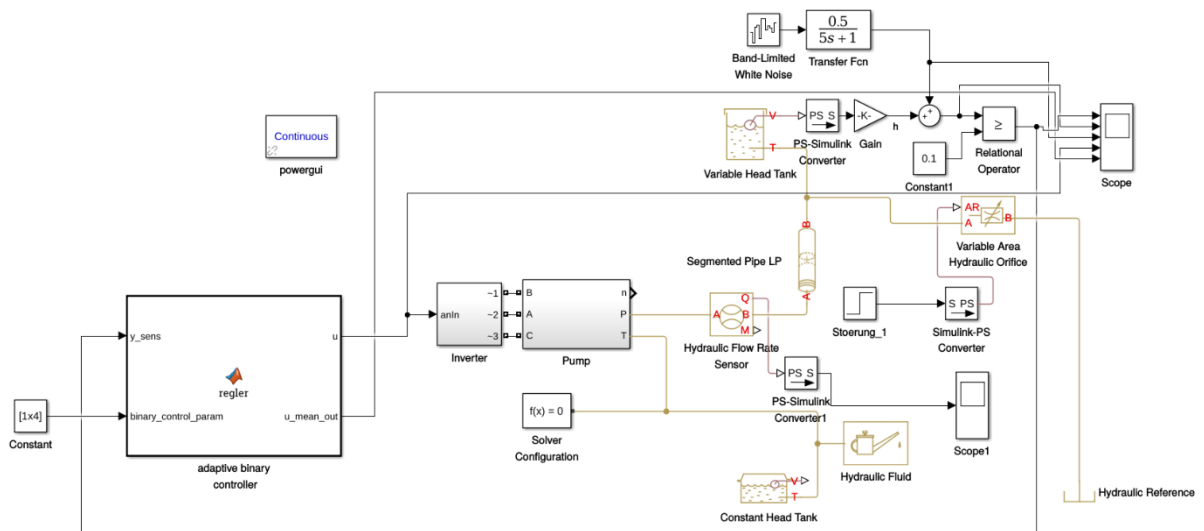 0.5
5s + 1
Band-Limited
White Noise
Transfer Fcn
Continuous
powergui
V
T
Variable Head Tank
PS S
PS-Simulink
Converter
-K-
Gain
h
+
+
≥
Relational
Operator
0.1
Constant1
Scope
AR
A
B
Variable Area
Hydraulic Orifice
B
Segmented Pipe LP
A
Stoerung_1
S PS
Simulink-PS
Converter
y_sens
u
regler
binary_control_param
u_mean_out
adaptive binary
controller
[1x4]
Constant
anIn
~1
~2
~3
Inverter
B
A
C
n
P
T
Pump
Q
A
B
M
Hydraulic Flow Rate
Sensor
PS S
PS-Simulink
Converter1
Scope1
f(x) = 0
Solver
Configuration
Hydraulic Fluid
V
T
Constant Head Tank
Hydraulic Reference